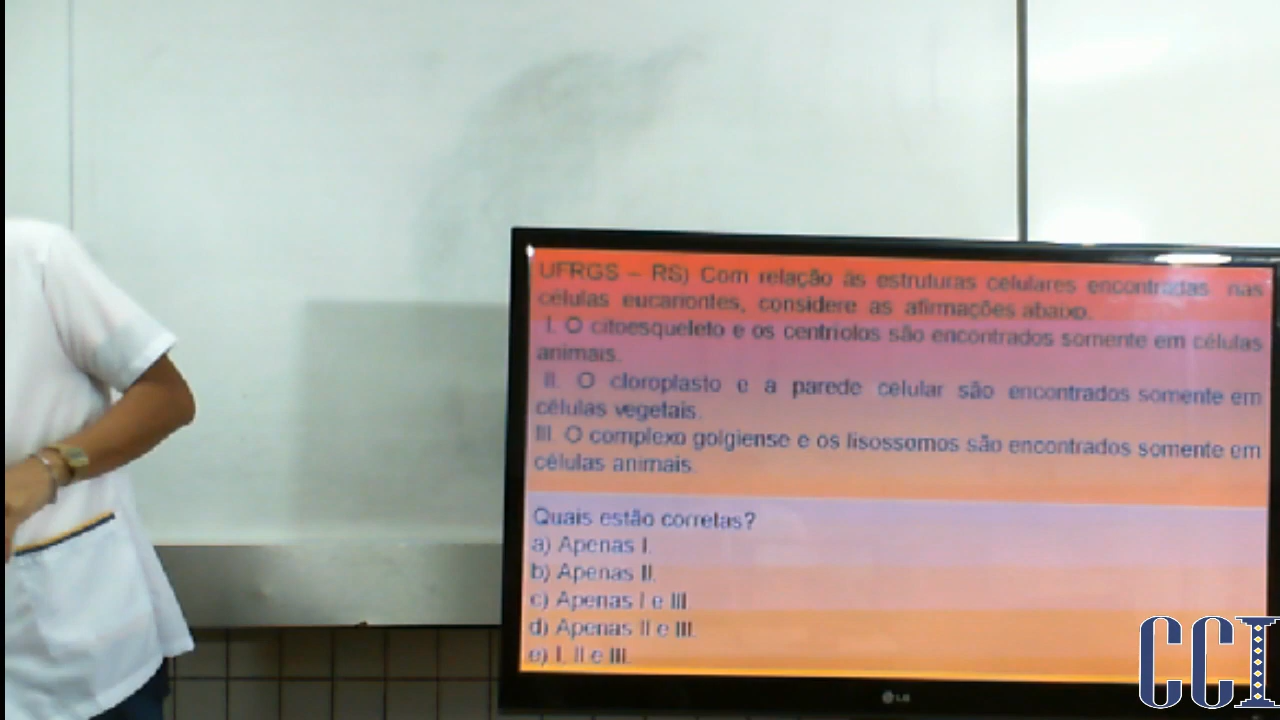 UFRGS – RS) Com relação às estruturas celulares encontradas nas
células eucariontes, considere as afirmações abaixo.
I. O citoesqueleto e os centríolos são encontrados somente em células
animais.
II. O cloroplasto e a parede celular são encontrados somente em
células vegetais.
III. O complexo golgiense e os lisossomos são encontrados somente em
células animais.
Quais estão corretas?
a) Apenas I.
b) Apenas II.
c) Apenas I e III.
d) Apenas II e III.
e) I, II e III.
LG
CCI